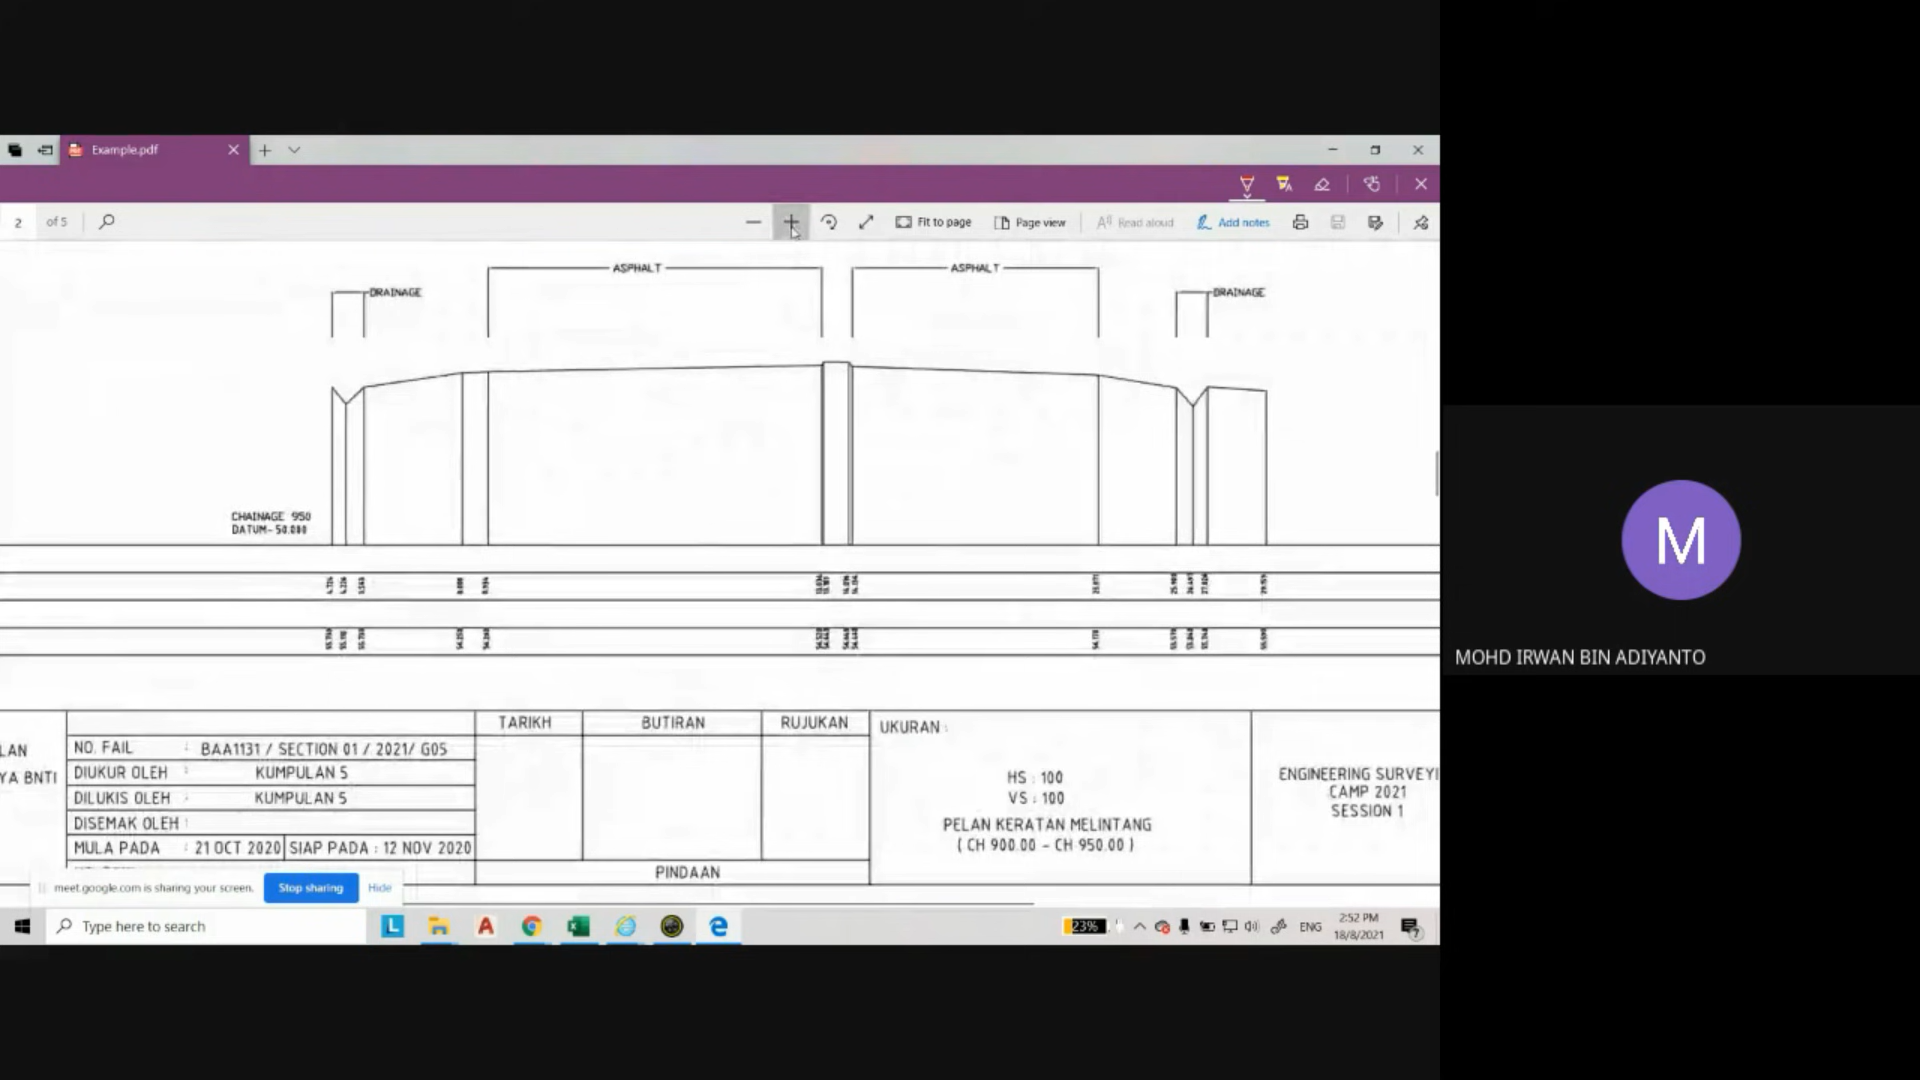 Example.pdf
2 of 5
Fit to page
Page view
Read aloud
Add notes
ASPHALT
ASPHALT
DRAINAGE
DRAINAGE
CHAINAGE 950
DATUM- 50.000
LAN
YA BNTI
NO. FAIL : BAA1131 / SECTION 01 / 2021/ G05
DIUKUR OLEH : KUMPULAN 5
DILUKIS OLEH : KUMPULAN 5
DISEMAK OLEH :
MULA PADA : 21 OCT 2020 SIAP PADA : 12 NOV 2020
TARIKH BUTIRAN RUJUKAN
PINDAAN
UKURAN :
HS : 100
VS : 100
PELAN KERATAN MELINTANG
( CH 900.00 - CH 950.00 )
ENGINEERING SURVEYI
CAMP 2021
SESSION 1
meet.google.com is sharing your screen.
Stop sharing
Hide
Type here to search
23%
ENG
2:52 PM
18/8/2021
M
MOHD IRWAN BIN ADIYANTO